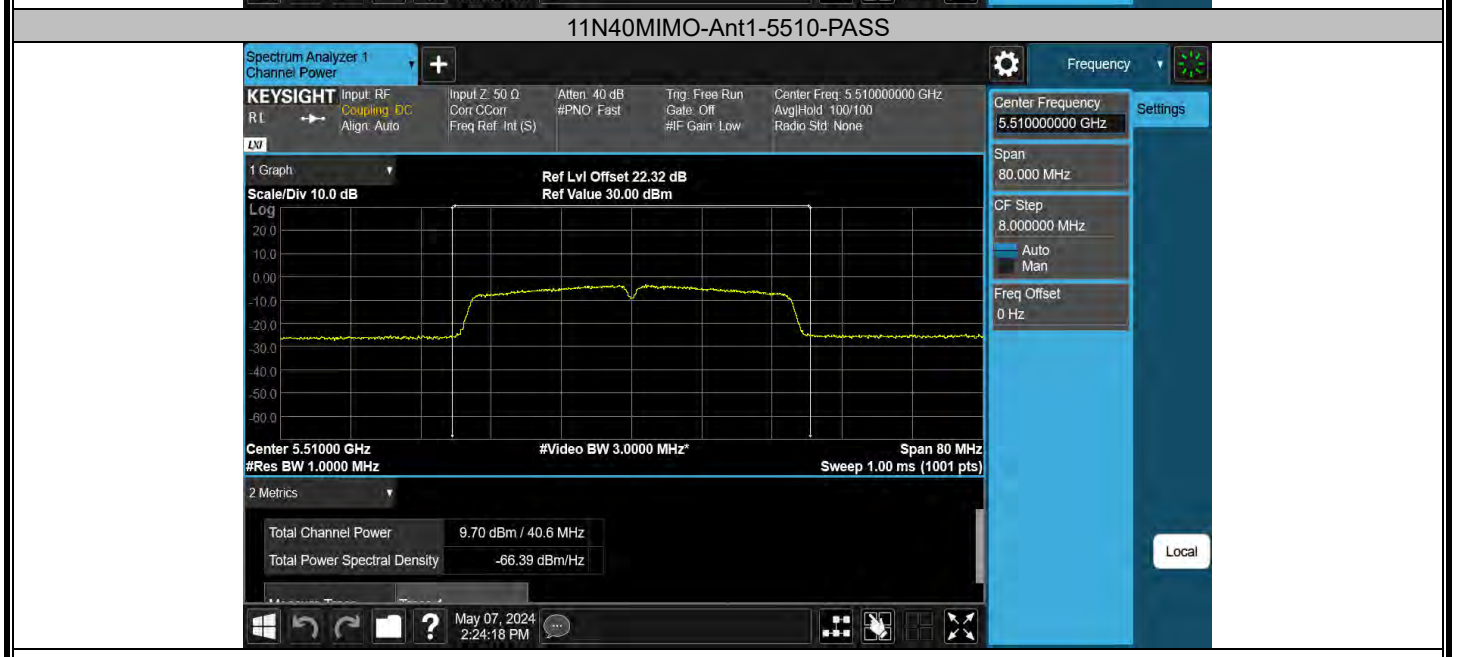 11N40MIMO-Ant1-5510-PASS
Spectrum Analyzer 1
Channel Power
+
Frequency
KEYSIGHT
R L
LXI
Input: RF
Coupling: DC
Align: Auto
Input Z: 50 Ω
Corr CCorr
Freq Ref: Int (S)
Atten: 40 dB
#PNO: Fast
Trig: Free Run
Gate: Off
#IF Gain: Low
Center Freq: 5.510000000 GHz
Avg|Hold: 100/100
Radio Std: None
Center Frequency
5.510000000 GHz
Settings
Span
80.000 MHz
CF Step
8.000000 MHz
Auto
Man
Freq Offset
0 Hz
Local
1 Graph
Scale/Div 10.0 dB
Ref Lvl Offset 22.32 dB
Ref Value 30.00 dBm
Log
20.0
10.0
0.00
-10.0
-20.0
-30.0
-40.0
-50.0
-60.0
Center 5.51000 GHz
#Res BW 1.0000 MHz
#Video BW 3.0000 MHz*
Span 80 MHz
Sweep 1.00 ms (1001 pts)
2 Metrics
Total Channel Power 9.70 dBm / 40.6 MHz
Total Power Spectral Density -66.39 dBm/Hz
?
May 07, 2024
2:24:18 PM